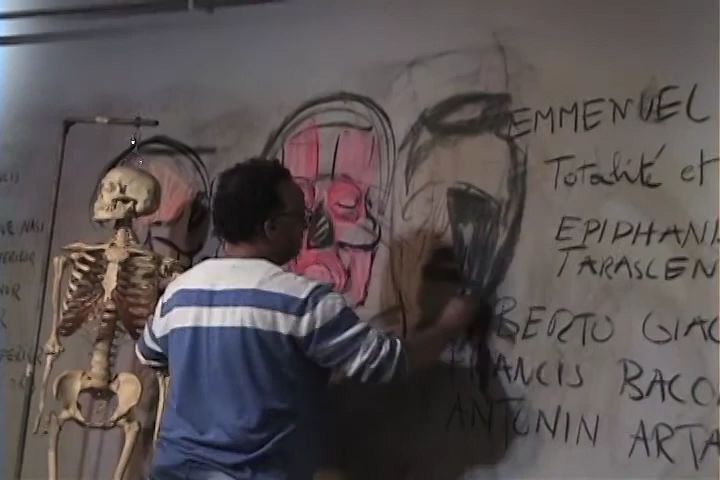 EMMENUEL
Totalité et
EPIPHANI
TARASCEN
BERTO GIAC
FRANCIS BACO
ANTONIN ARTA